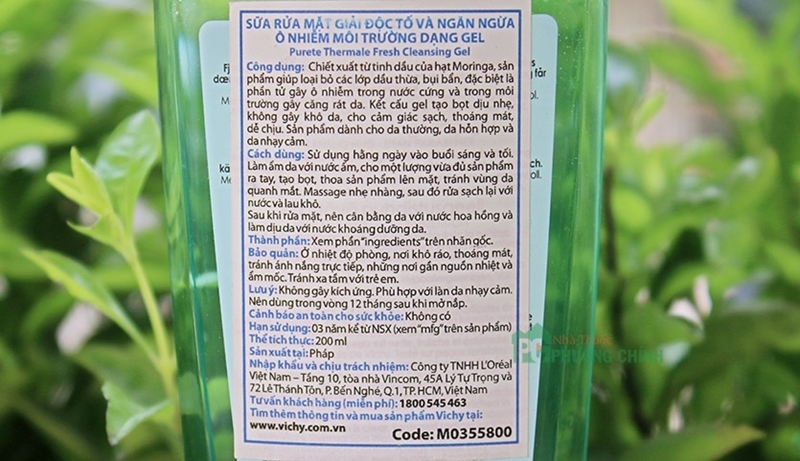 SỮA RỬA MẶT GIẢI ĐỘC TỐ VÀ NGĂN NGỪA
Ô NHIỄM MÔI TRƯỜNG DẠNG GEL
Purete Thermale Fresh Cleansing Gel
Công dụng: Chiết xuất từ tinh dầu của hạt Moringa, sản
phẩm giúp loại bỏ các lớp dầu thừa, bụi bẩn, đặc biệt là
phân tử gây ô nhiễm trong nước cứng và trong môi
trường gây căng rát da. Kết cấu gel tạo bọt dịu nhẹ,
không gây khô da, cho cảm giác sạch, thoáng mát,
dễ chịu. Sản phẩm dành cho da thường, da hỗn hợp và
da nhạy cảm.
Cách dùng: Sử dụng hằng ngày vào buổi sáng và tối.
Làm ẩm da với nước ấm, cho một lượng vừa đủ sản phẩm
ra tay, tạo bọt, thoa sản phẩm lên mặt, tránh vùng da
quanh mắt. Massage nhẹ nhàng, sau đó rửa sạch lại với
nước và lau khô.
Sau khi rửa mặt, nên cân bằng da với nước hoa hồng và
làm dịu da với nước khoáng dưỡng da.
Thành phần: Xem phần "ingredients" trên nhãn gốc.
Bảo quản: Ở nhiệt độ phòng, nơi khô ráo, thoáng mát,
tránh ánh nắng trực tiếp, những nơi gần nguồn nhiệt và
ẩm mốc. Tránh xa tầm với trẻ em.
Lưu ý: Không gây kích ứng. Phù hợp với làn da nhạy cảm.
Nên dùng trong vòng 12 tháng sau khi mở nắp.
Cảnh báo an toàn cho sức khỏe: Không có
Hạn sử dụng: 03 năm kể từ NSX (xem "mfg" trên sản phẩm)
Thể tích thực: 200 ml
Sản xuất tại: Pháp
Nhập khẩu và chịu trách nhiệm: Công ty TNHH L'Oréal
Việt Nam – Tầng 10, tòa nhà Vincom, 45A Lý Tự Trọng và
72 Lê Thánh Tôn, P. Bến Nghé, Q.1, TP. HCM, Việt Nam
Tư vấn khách hàng (miễn phí): 1800 545 463
Tìm thêm thông tin và mua sản phẩm Vichy tại:
www.vichy.com.vn
Code: M0355800
Nhà Thuốc
PHƯƠNG CHÍNH